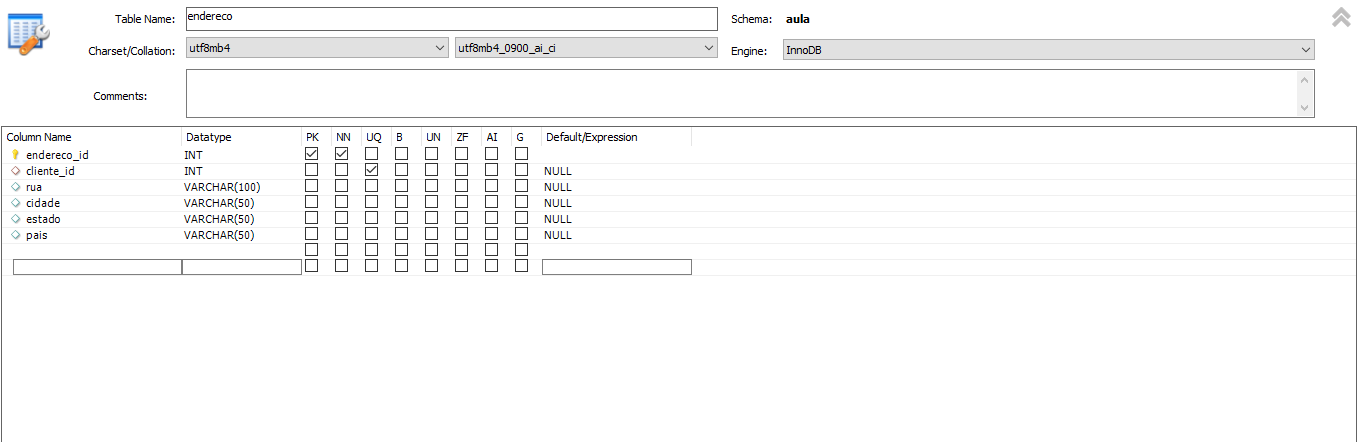 Table Name: endereco Schema: aula
Charset/Collation: utf8mb4 utf8mb4_0900_ai_ci Engine: InnoDB
Comments:
Column Name Datatype PK NN UQ B UN ZF AI G Default/Expression
endereco_id INT
cliente_id INT NULL
rua VARCHAR(100) NULL
cidade VARCHAR(50) NULL
estado VARCHAR(50) NULL
pais VARCHAR(50) NULL